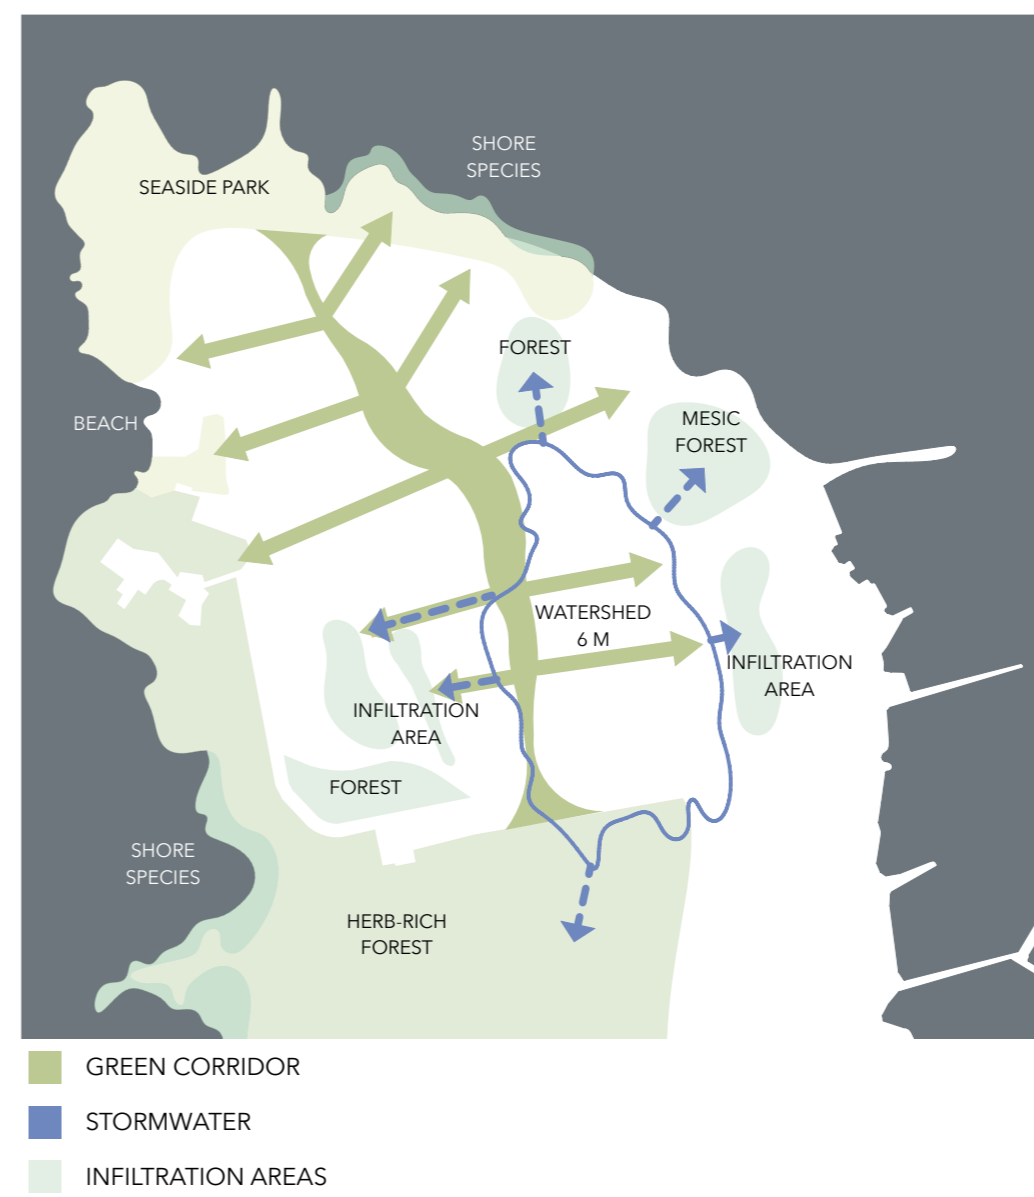 SHORE
SPECIES
SEASIDE PARK
FOREST
BEACH
MESIC
FOREST
WATERSHED
6 M
INFILTRATION
AREA
INFILTRATION
AREA
FOREST
SHORE
SPECIES
HERB-RICH
FOREST
GREEN CORRIDOR
STORMWATER
INFILTRATION AREAS